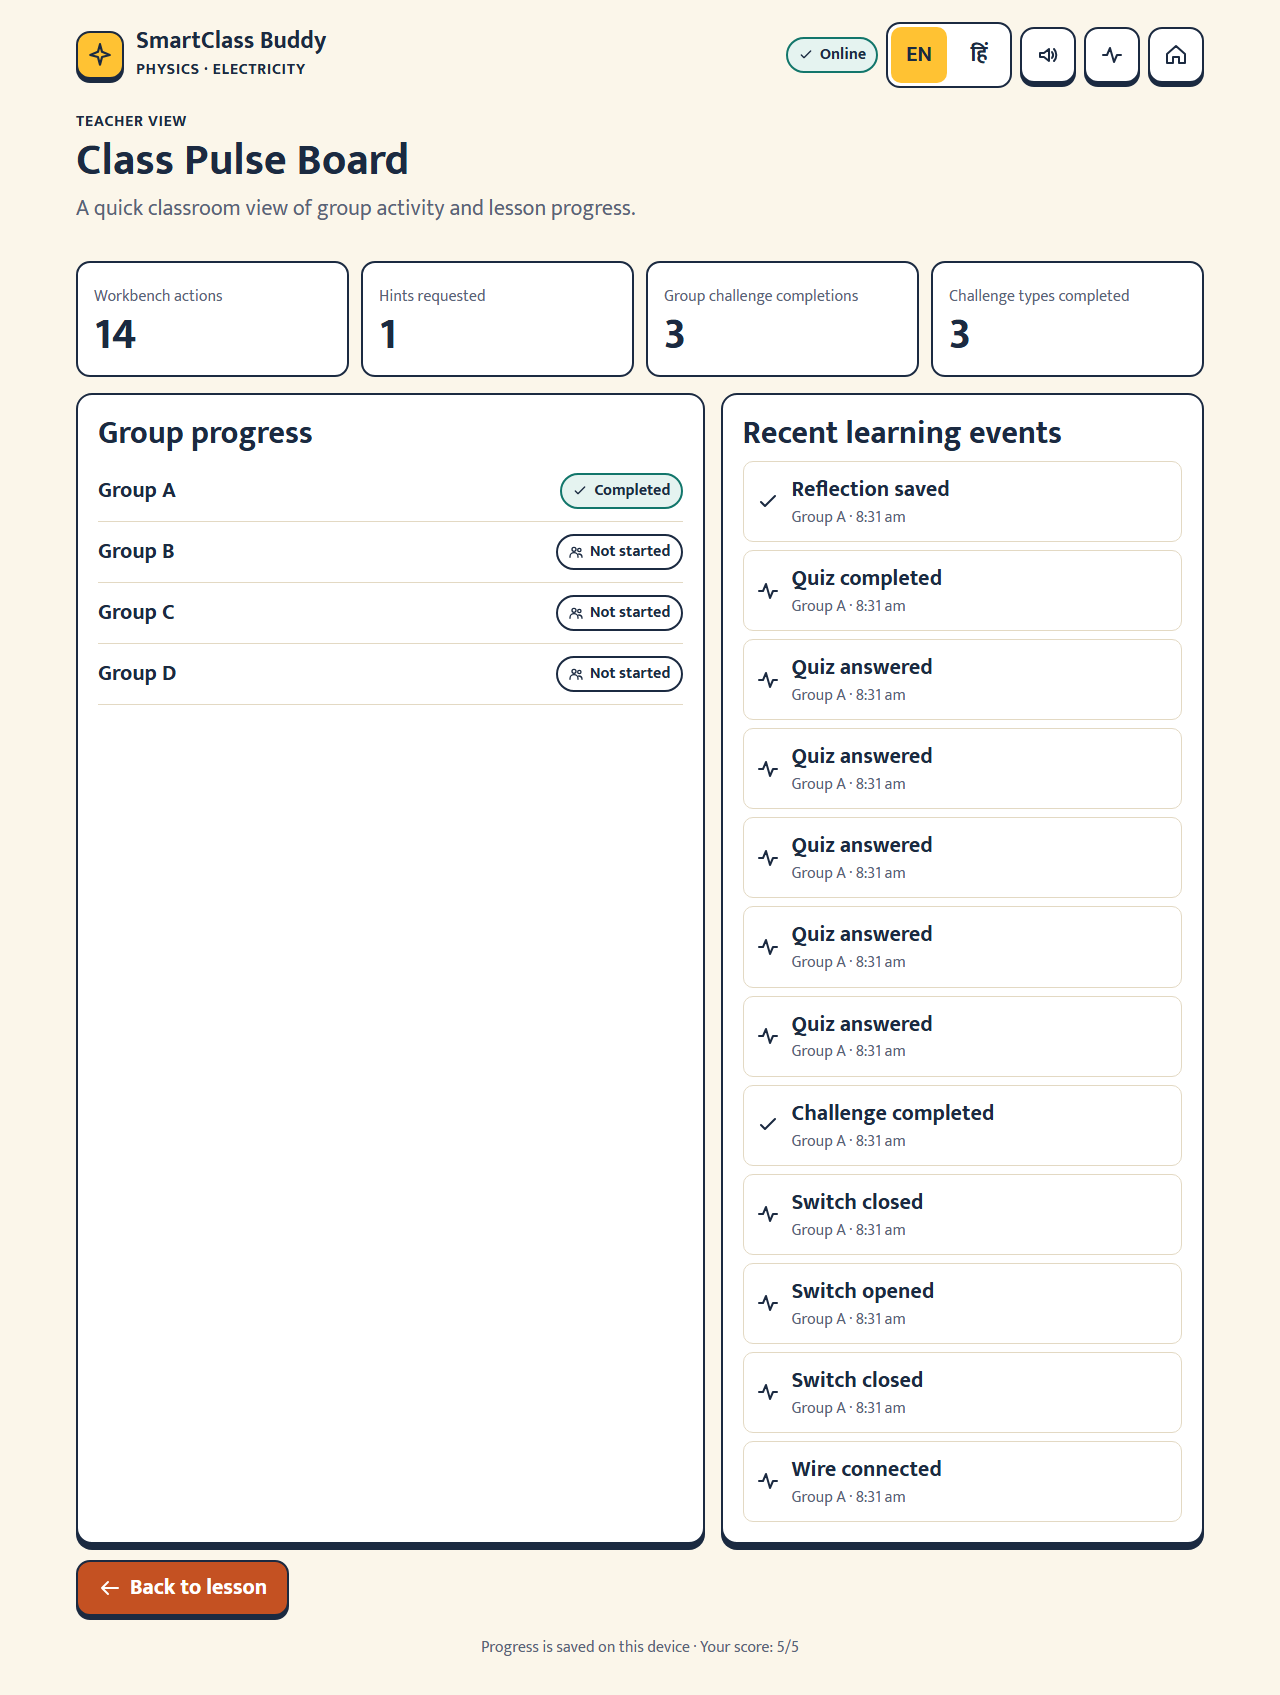 SmartClass Buddy
PHYSICS · ELECTRICITY
Online
EN
हिं
TEACHER VIEW
Class Pulse Board
A quick classroom view of group activity and lesson progress.
Workbench actions
14
Hints requested
1
Group challenge completions
3
Challenge types completed
3
Group progress
Group A
Completed
Group B
Not started
Group C
Not started
Group D
Not started
Recent learning events
Reflection saved
Group A · 8:31 am
Quiz completed
Group A · 8:31 am
Quiz answered
Group A · 8:31 am
Quiz answered
Group A · 8:31 am
Quiz answered
Group A · 8:31 am
Quiz answered
Group A · 8:31 am
Quiz answered
Group A · 8:31 am
Challenge completed
Group A · 8:31 am
Switch closed
Group A · 8:31 am
Switch opened
Group A · 8:31 am
Switch closed
Group A · 8:31 am
Wire connected
Group A · 8:31 am
Back to lesson
Progress is saved on this device · Your score: 5/5